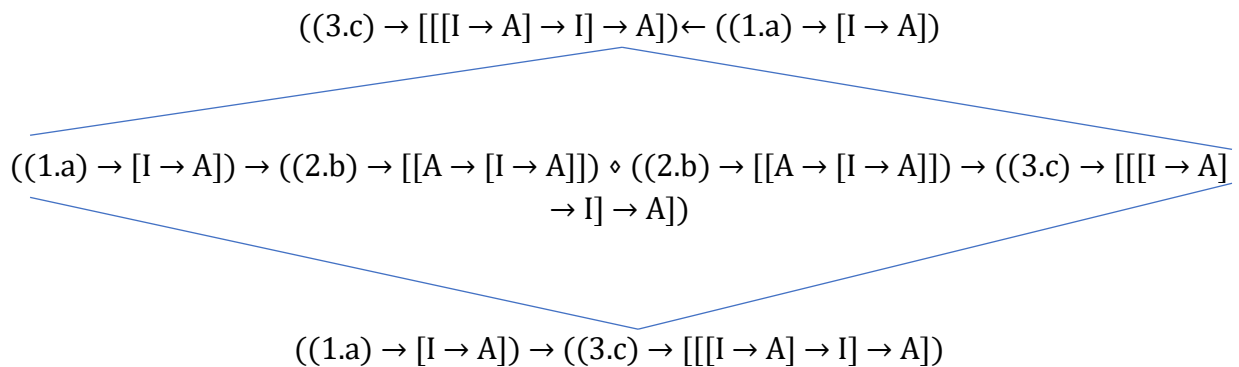 ((3.c) → [[[I → A] → I] → A])← ((1.a) → [I → A])
((1.a) → [I → A]) → ((2.b) → [[A → [I → A]]) ⋄ ((2.b) → [[A → [I → A]]) → ((3.c) → [[[I → A]
→ I] → A])
((1.a) → [I → A]) → ((3.c) → [[[I → A] → I] → A])